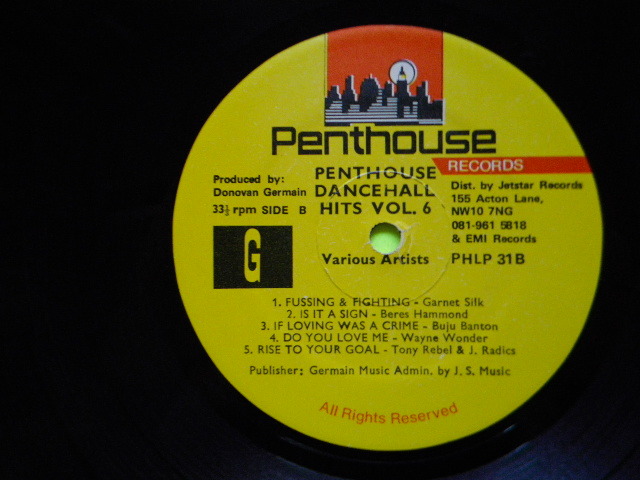 Penthouse
RECORDS
Produced by:
Donovan Germain
33⅓ rpm SIDE B
G
PENTHOUSE
DANCEHALL
HITS VOL. 6
Various Artists
Dist. by Jetstar Records
155 Acton Lane,
NW10 7NG
081-961 5818
& EMI Records
PHLP 31B
1. FUSSING & FIGHTING - Garnet Silk
2. IS IT A SIGN - Beres Hammond
3. IF LOVING WAS A CRIME - Buju Banton
4. DO YOU LOVE ME - Wayne Wonder
5. RISE TO YOUR GOAL - Tony Rebel & J. Radics
Publisher: Germain Music Admin. by J. S. Music
All Rights Reserved